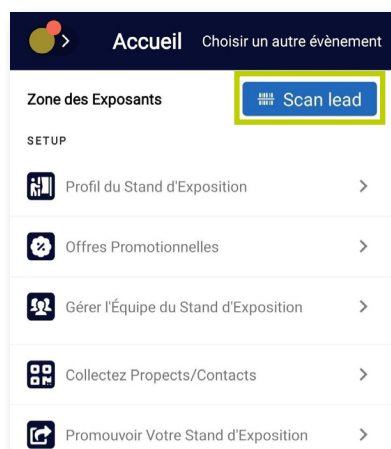 Accueil Choisir un autre évènement
Zone des Exposants Scan lead
SETUP
Profil du Stand d'Exposition
Offres Promotionnelles
Gérer l'Équipe du Stand d'Exposition
Collectez Propects/Contacts
Promouvoir Votre Stand d'Exposition